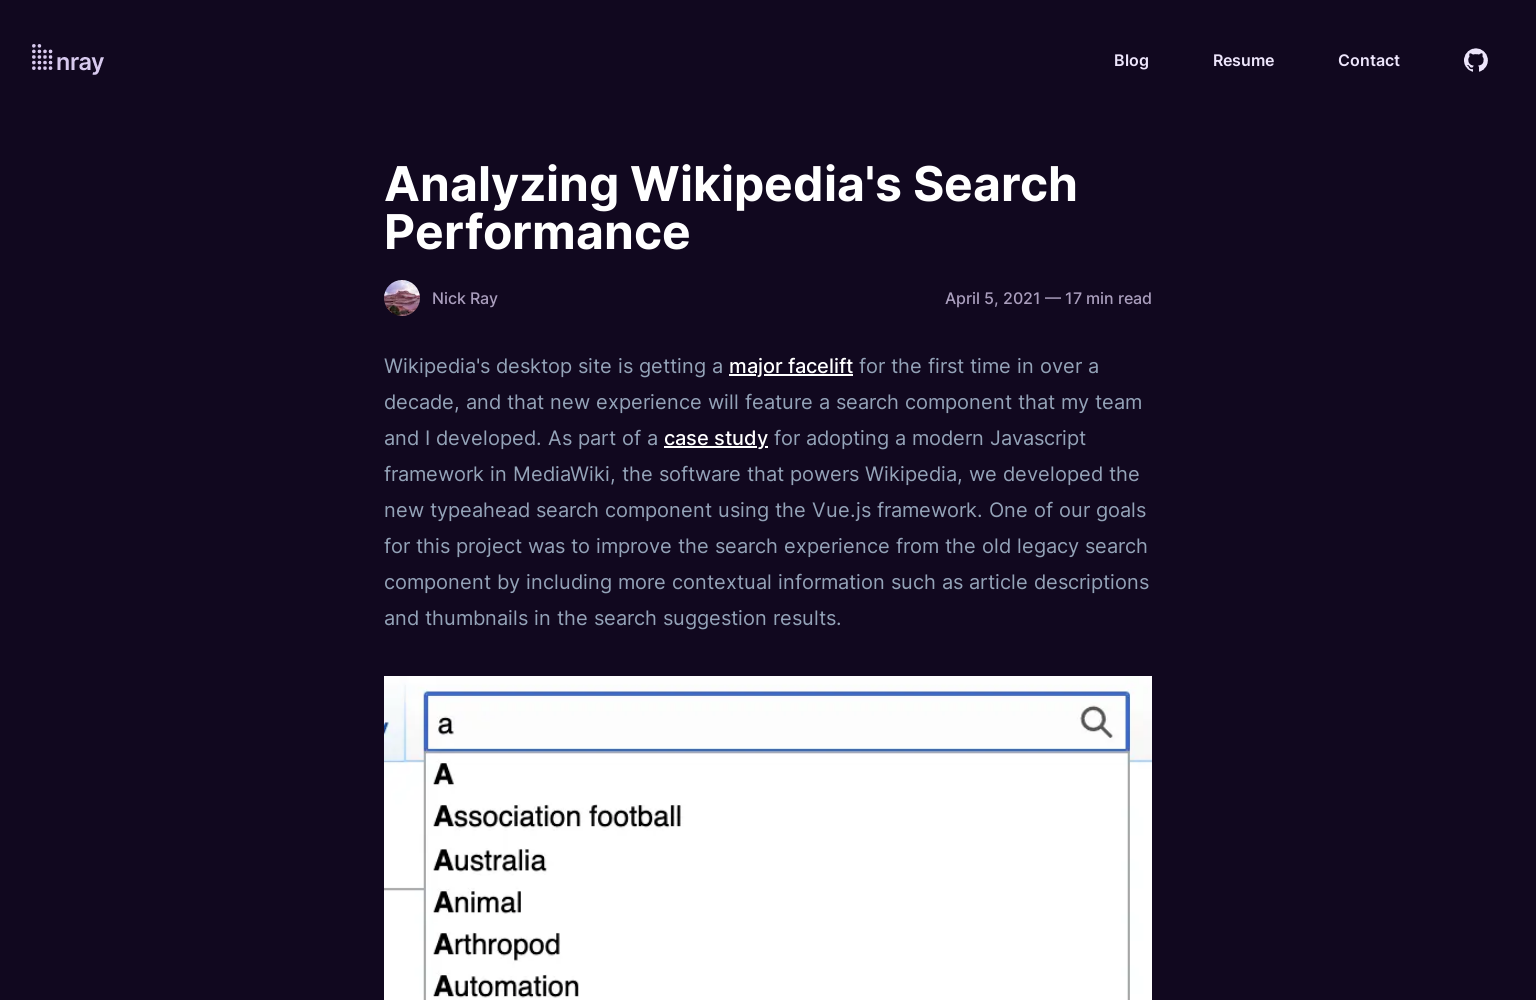 nray
Blog
Resume
Contact
Analyzing Wikipedia's Search
Performance
Nick Ray
April 5, 2021 — 17 min read
Wikipedia's desktop site is getting a major facelift for the first time in over a
decade, and that new experience will feature a search component that my team
and I developed. As part of a case study for adopting a modern Javascript
framework in MediaWiki, the software that powers Wikipedia, we developed the
new typeahead search component using the Vue.js framework. One of our goals
for this project was to improve the search experience from the old legacy search
component by including more contextual information such as article descriptions
and thumbnails in the search suggestion results.
a
A
Association football
Australia
Animal
Arthropod
Automation